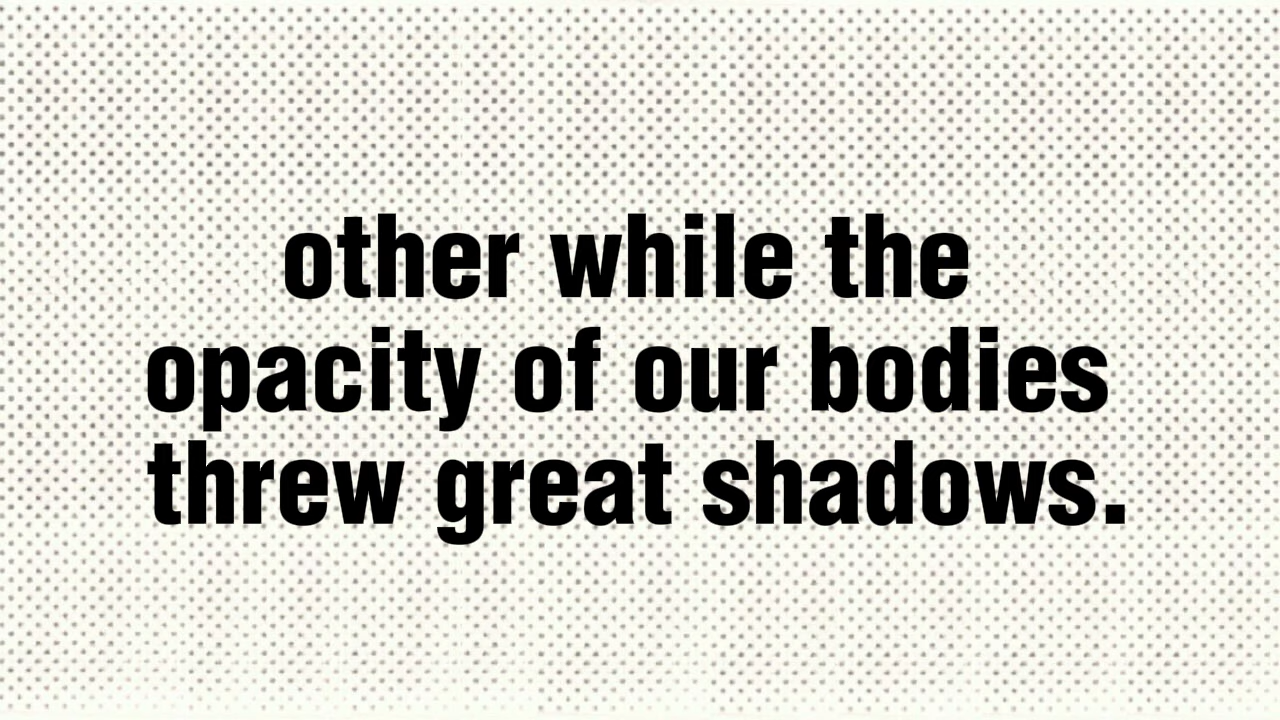 other while the
opacity of our bodies
threw great shadows.